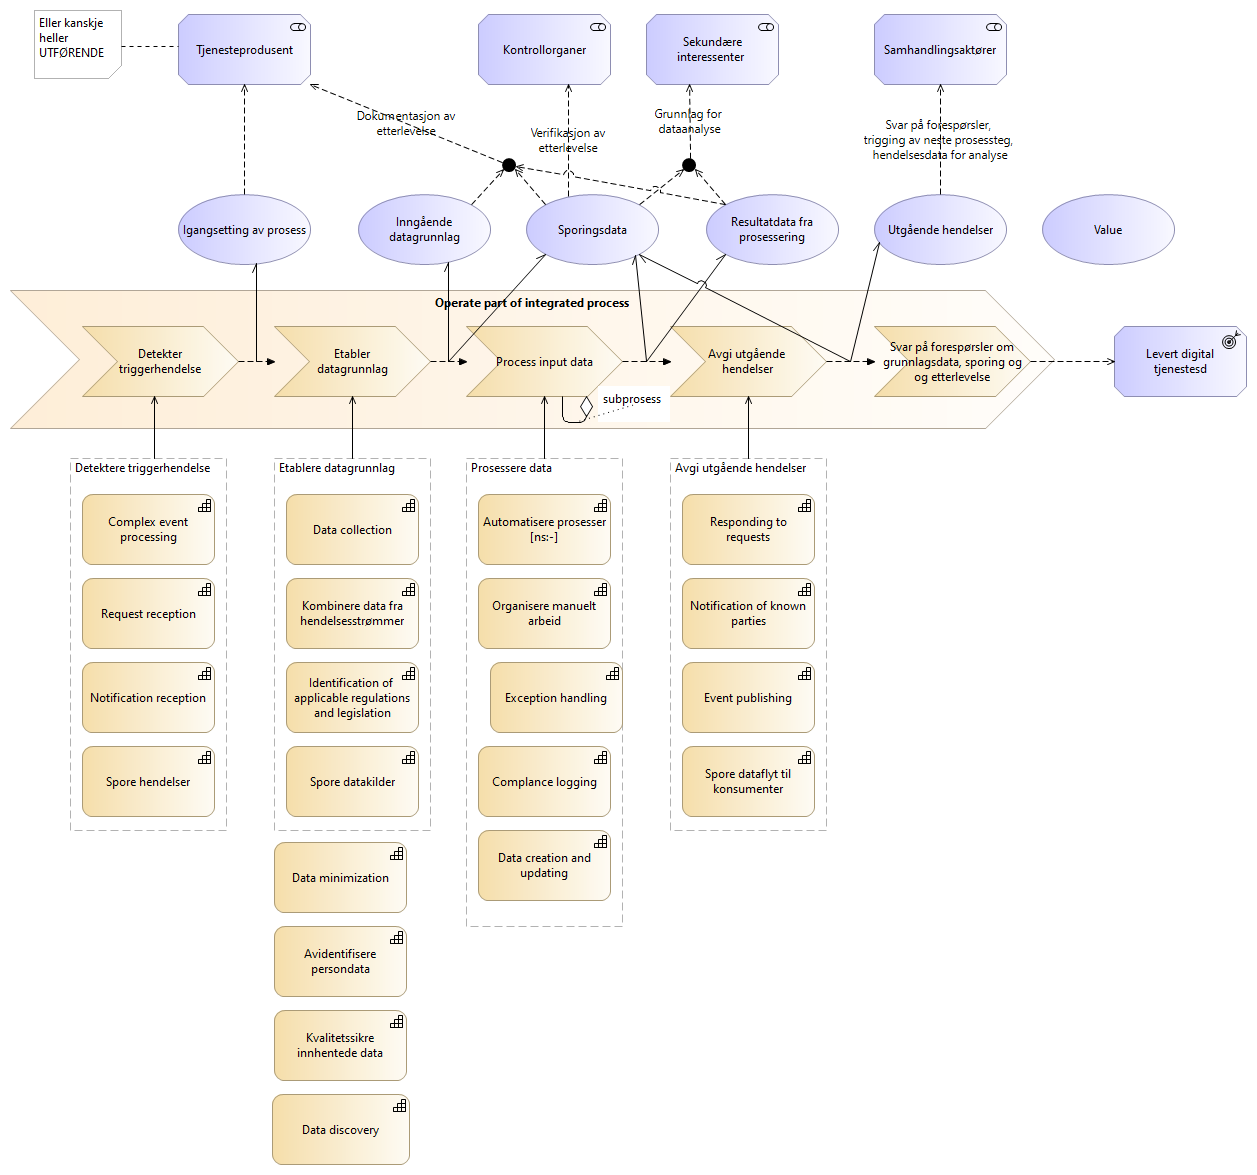 Eller kanskje
heller
UTFØRENDE
Tjenesteprodusent
Kontrollorganer
Sekundære
interessenter
Samhandlingsaktører
Dokumentasjon av
etterlevelse
Verifikasjon av
etterlevelse
Grunnlag for
dataanalyse
Svar på forespørsler,
trigging av neste prosessteg,
hendelsesdata for analyse
Igangsetting av prosess
Inngående
datagrunnlag
Sporingsdata
Resultatdata fra
prosessering
Utgående hendelser
Value
Operate part of integrated process
Detekter
triggerhendelse
Etabler
datagrunnlag
Process input data
Avgi utgående
hendelser
Svar på forespørsler om
grunnlagsdata, sporing og
og etterlevelse
Levert digital
tjenestesd
subprosess
Detektere triggerhendelse
Complex event
processing
Request reception
Notification reception
Spore hendelser
Etablere datagrunnlag
Data collection
Kombinere data fra
hendelsesstrømmer
Identification of
applicable regulations
and legislation
Spore datakilder
Data minimization
Avidentifisere
persondata
Kvalitetssikre
innhentede data
Data discovery
Prosessere data
Automatisere prosesser
[ns:-]
Organisere manuelt
arbeid
Exception handling
Complance logging
Data creation and
updating
Avgi utgående hendelser
Responding to
requests
Notification of known
parties
Event publishing
Spore dataflyt til
konsumenter